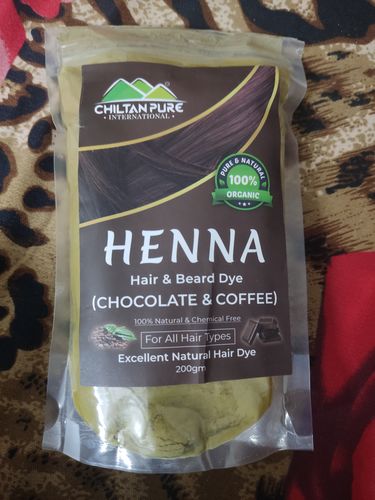 CHILTAN PURE
®
• INTERNATIONAL •
PURE & NATURAL
100%
ORGANIC
HENNA
Hair & Beard Dye
(CHOCOLATE & COFFEE)
100% Natural & Chemical Free
For All Hair Types
Excellent Natural Hair Dye
200gm